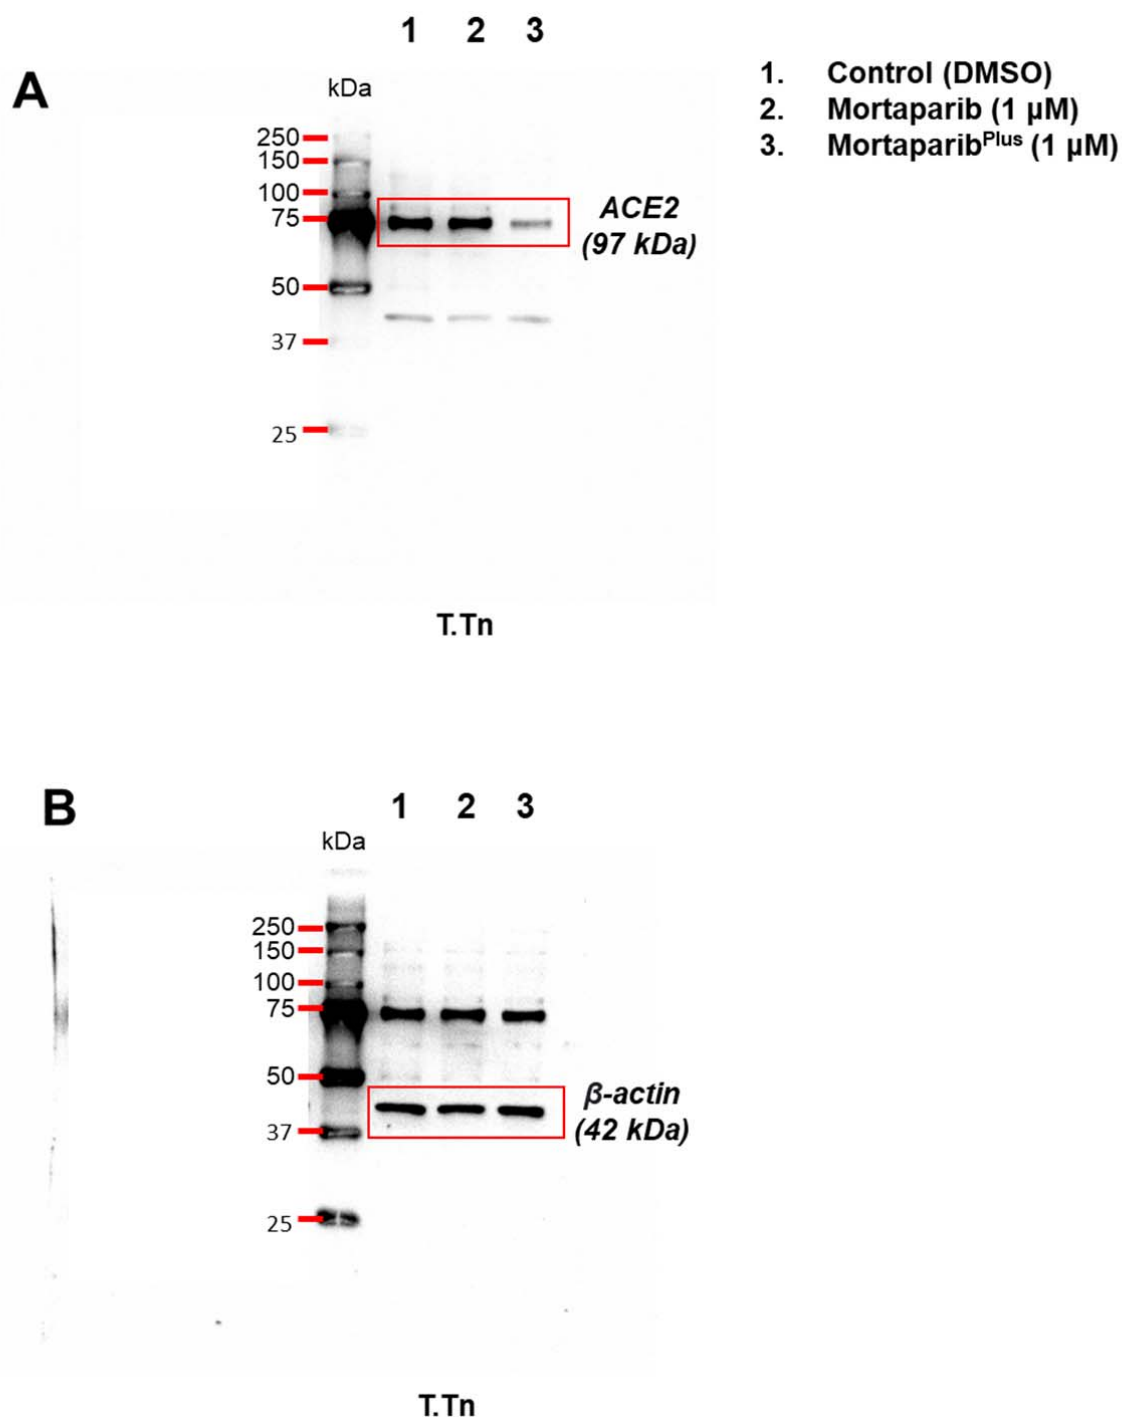 1 2 3
A
kDa
1. Control (DMSO)
2. Mortaparib (1 μM)
3. Mortaparib^Plus (1 μM)
250
150
100
75
50
37
25
ACE2
(97 kDa)
T.Tn
B
1 2 3
kDa
250
150
100
75
50
37
25
β-actin
(42 kDa)
T.Tn